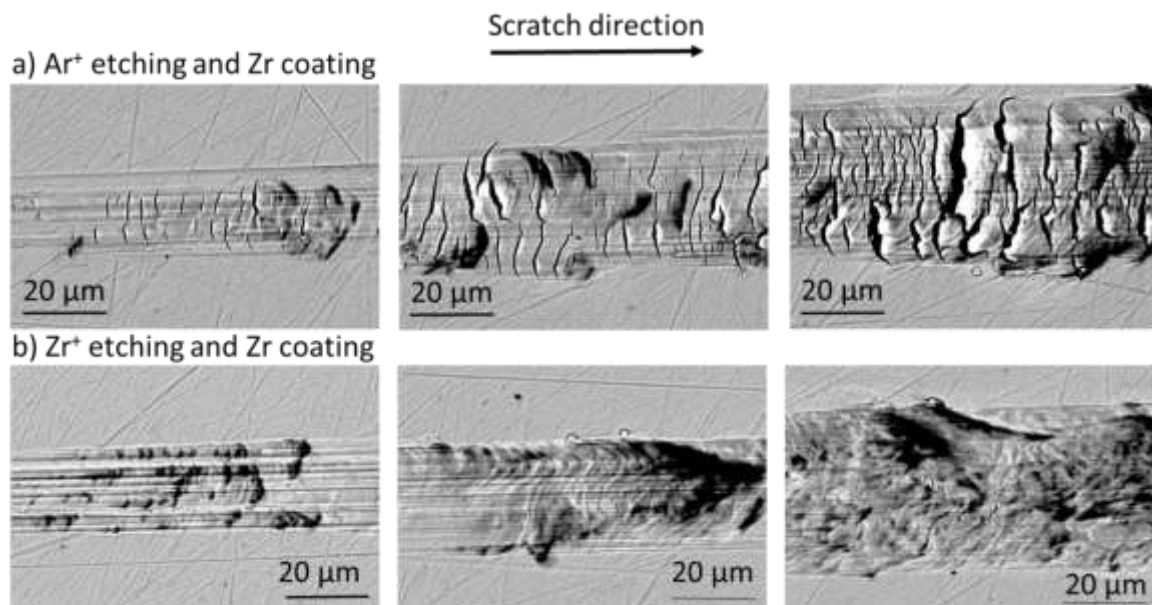 Scratch direction
a) Ar⁺ etching and Zr coating
20 µm
20 µm
20 µm
b) Zr⁺ etching and Zr coating
20 µm
20 µm
20 µm